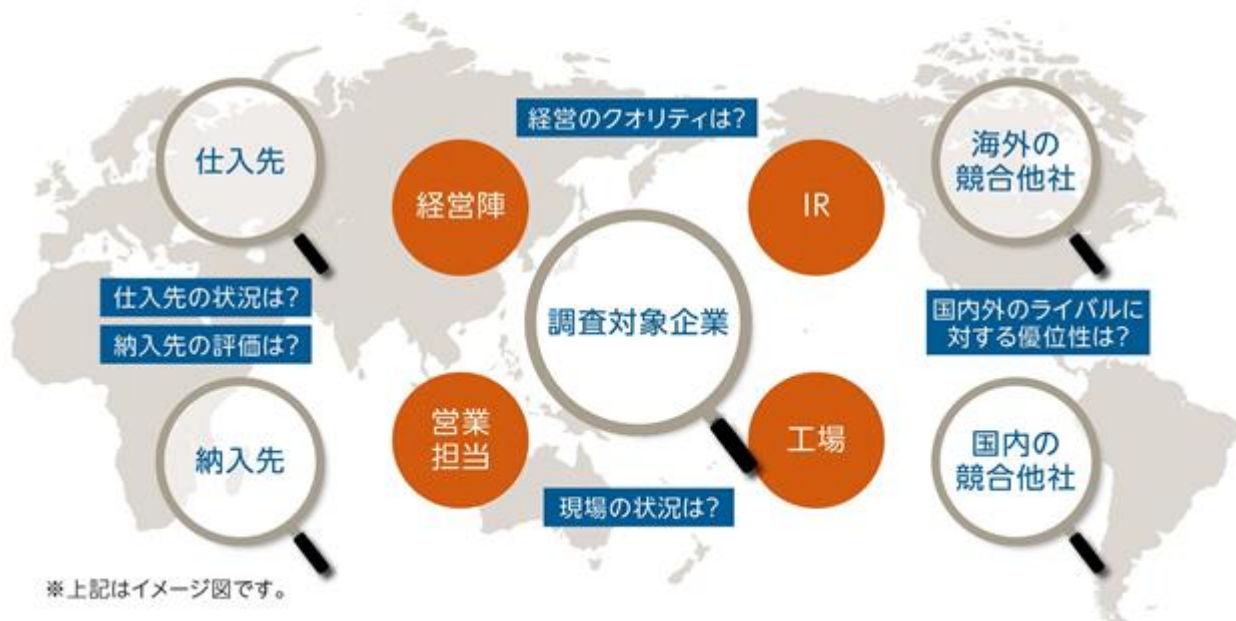 経営のクオリティは?
仕入先
経営陣
IR
海外の
競合他社
仕入先の状況は?
納入先の評価は?
調査対象企業
国内外のライバルに
対する優位性は?
納入先
営業
担当
工場
国内の
競合他社
現場の状況は?
※上記はイメージ図です。